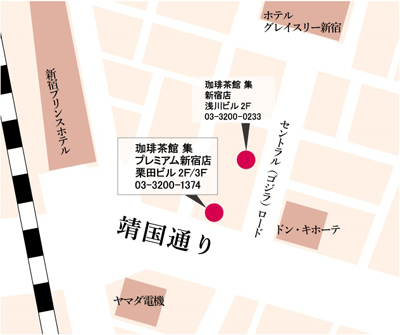 ホテル
グレイスリー新宿
新宿プリンスホテル
珈琲茶館 集
新宿店
浅川ビル 2F
03-3200-0233
珈琲茶館 集
プレミアム新宿店
栗田ビル 2F/3F
03-3200-1374
セントラル（ゴジラ）ロード
靖国通り
ドン・キホーテ
ヤマダ電機